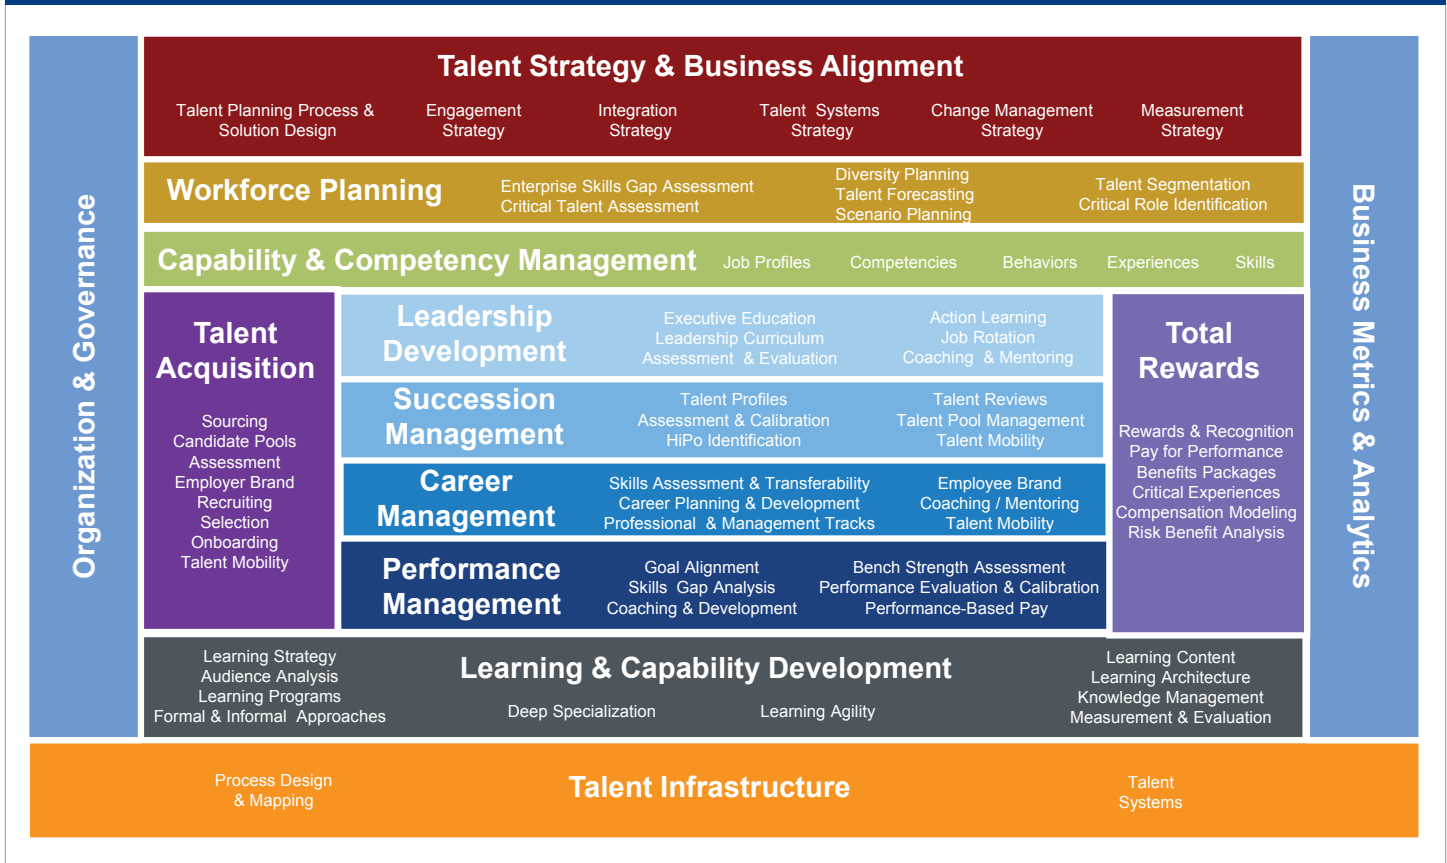 Organization & Governance
Talent Strategy & Business Alignment
Talent Planning Process &
Solution Design
Engagement
Strategy
Integration
Strategy
Talent Systems
Strategy
Change Management
Strategy
Measurement
Strategy
Workforce Planning
Enterprise Skills Gap Assessment
Critical Talent Assessment
Diversity Planning
Talent Forecasting
Scenario Planning
Talent Segmentation
Critical Role Identification
Capability & Competency Management
Job Profiles
Competencies
Behaviors
Experiences
Skills
Talent
Acquisition
Sourcing
Candidate Pools
Assessment
Employer Brand
Recruiting
Selection
Onboarding
Talent Mobility
Leadership
Development
Executive Education
Leadership Curriculum
Assessment & Evaluation
Action Learning
Job Rotation
Coaching & Mentoring
Succession
Management
Talent Profiles
Assessment & Calibration
HiPo Identification
Talent Reviews
Talent Pool Management
Talent Mobility
Career
Management
Skills Assessment & Transferability
Career Planning & Development
Professional & Management Tracks
Employee Brand
Coaching / Mentoring
Talent Mobility
Performance
Management
Goal Alignment
Skills Gap Analysis
Coaching & Development
Bench Strength Assessment
Performance Evaluation & Calibration
Performance-Based Pay
Total
Rewards
Rewards & Recognition
Pay for Performance
Benefits Packages
Critical Experiences
Compensation Modeling
Risk Benefit Analysis
Learning Strategy
Audience Analysis
Learning Programs
Formal & Informal Approaches
Learning & Capability Development
Deep Specialization
Learning Agility
Learning Content
Learning Architecture
Knowledge Management
Measurement & Evaluation
Business Metrics & Analytics
Process Design
& Mapping
Talent Infrastructure
Talent
Systems